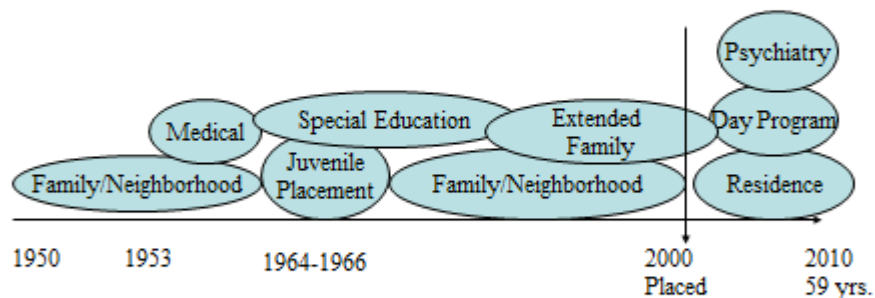 Psychiatry
Medical
Special Education
Extended
Family
Day Program
Family/Neighborhood
Juvenile
Placement
Family/Neighborhood
Residence
1950
1953
1964-1966
2000
Placed
2010
59 yrs.